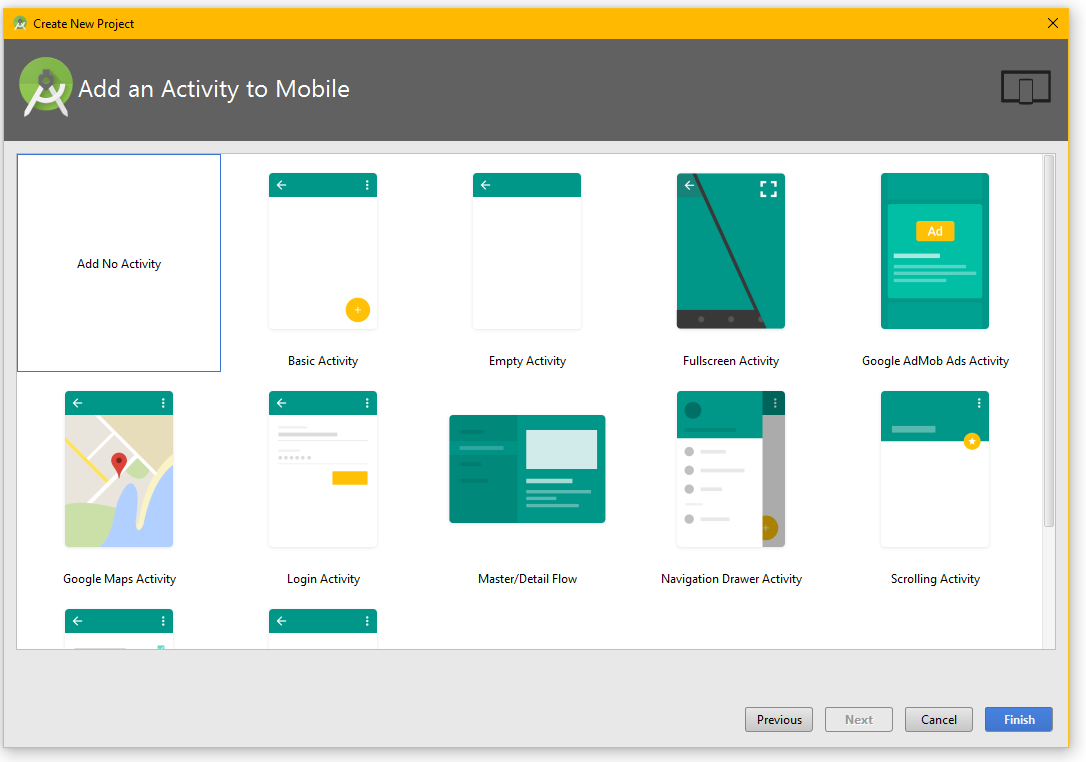 Create New Project
Add an Activity to Mobile
Ad
Add No Activity
Basic Activity
Empty Activity
Fullscreen Activity
Google AdMob Ads Activity
Google Maps Activity
Login Activity
Master/Detail Flow
Navigation Drawer Activity
Scrolling Activity
Previous
Next
Cancel
Finish